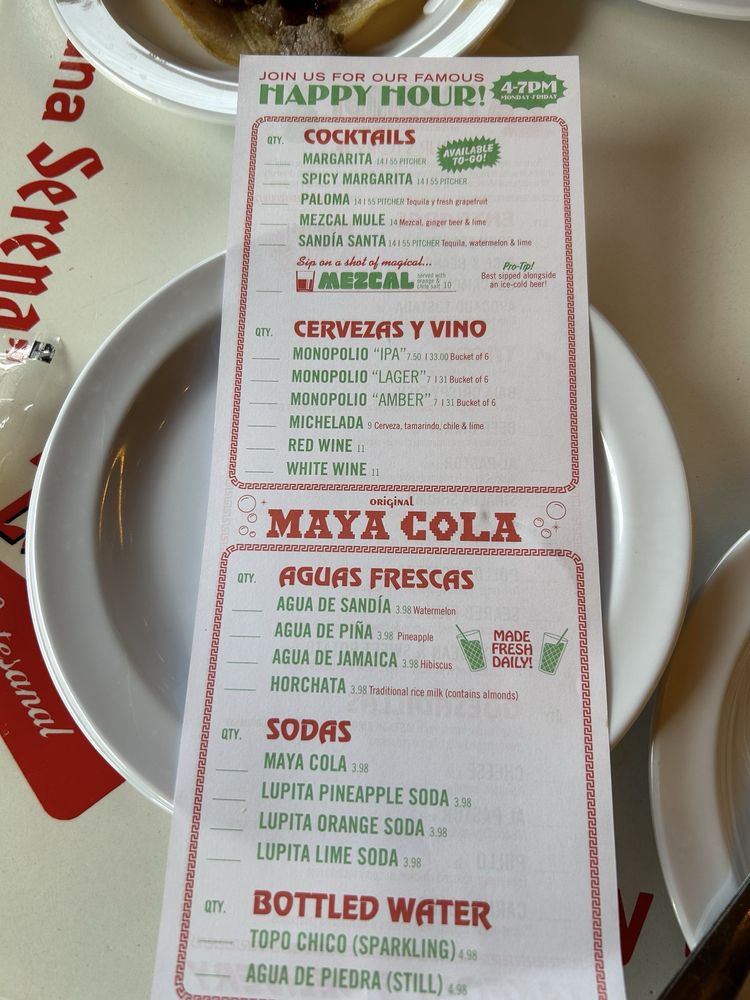 JOIN US FOR OUR FAMOUS
HAPPY HOUR!
4-7PM
MONDAY-FRIDAY
QTY.
COCKTAILS
AVAILABLE
TO-GO!
MARGARITA 14 | 55 PITCHER
SPICY MARGARITA 14 | 55 PITCHER
PALOMA 14 | 55 PITCHER Tequila y fresh grapefruit
MEZCAL MULE 14 Mezcal, ginger beer & lime
SANDÍA SANTA 14 | 55 PITCHER Tequila, watermelon & lime
Sip on a shot of magical...
MEZCAL served with orange & chile salt 10
Pro-Tip!
Best sipped alongside
an ice-cold beer!
QTY.
CERVEZAS Y VINO
MONOPOLIO "IPA" 7.50 | 33.00 Bucket of 6
MONOPOLIO "LAGER" 7 | 31 Bucket of 6
MONOPOLIO "AMBER" 7 | 31 Bucket of 6
MICHELADA 9 Cerveza, tamarindo, chile & lime
RED WINE 11
WHITE WINE 11
ORIGINAL
MAYA COLA
QTY.
AGUAS FRESCAS
AGUA DE SANDÍA 3.98 Watermelon
AGUA DE PIÑA 3.98 Pineapple
AGUA DE JAMAICA 3.98 Hibiscus
HORCHATA 3.98 Traditional rice milk (contains almonds)
MADE
FRESH
DAILY!
QTY.
SODAS
MAYA COLA 3.98
LUPITA PINEAPPLE SODA 3.98
LUPITA ORANGE SODA 3.98
LUPITA LIME SODA 3.98
QTY.
BOTTLED WATER
TOPO CHICO (SPARKLING) 4.98
AGUA DE PIEDRA (STILL) 4.98
Serena